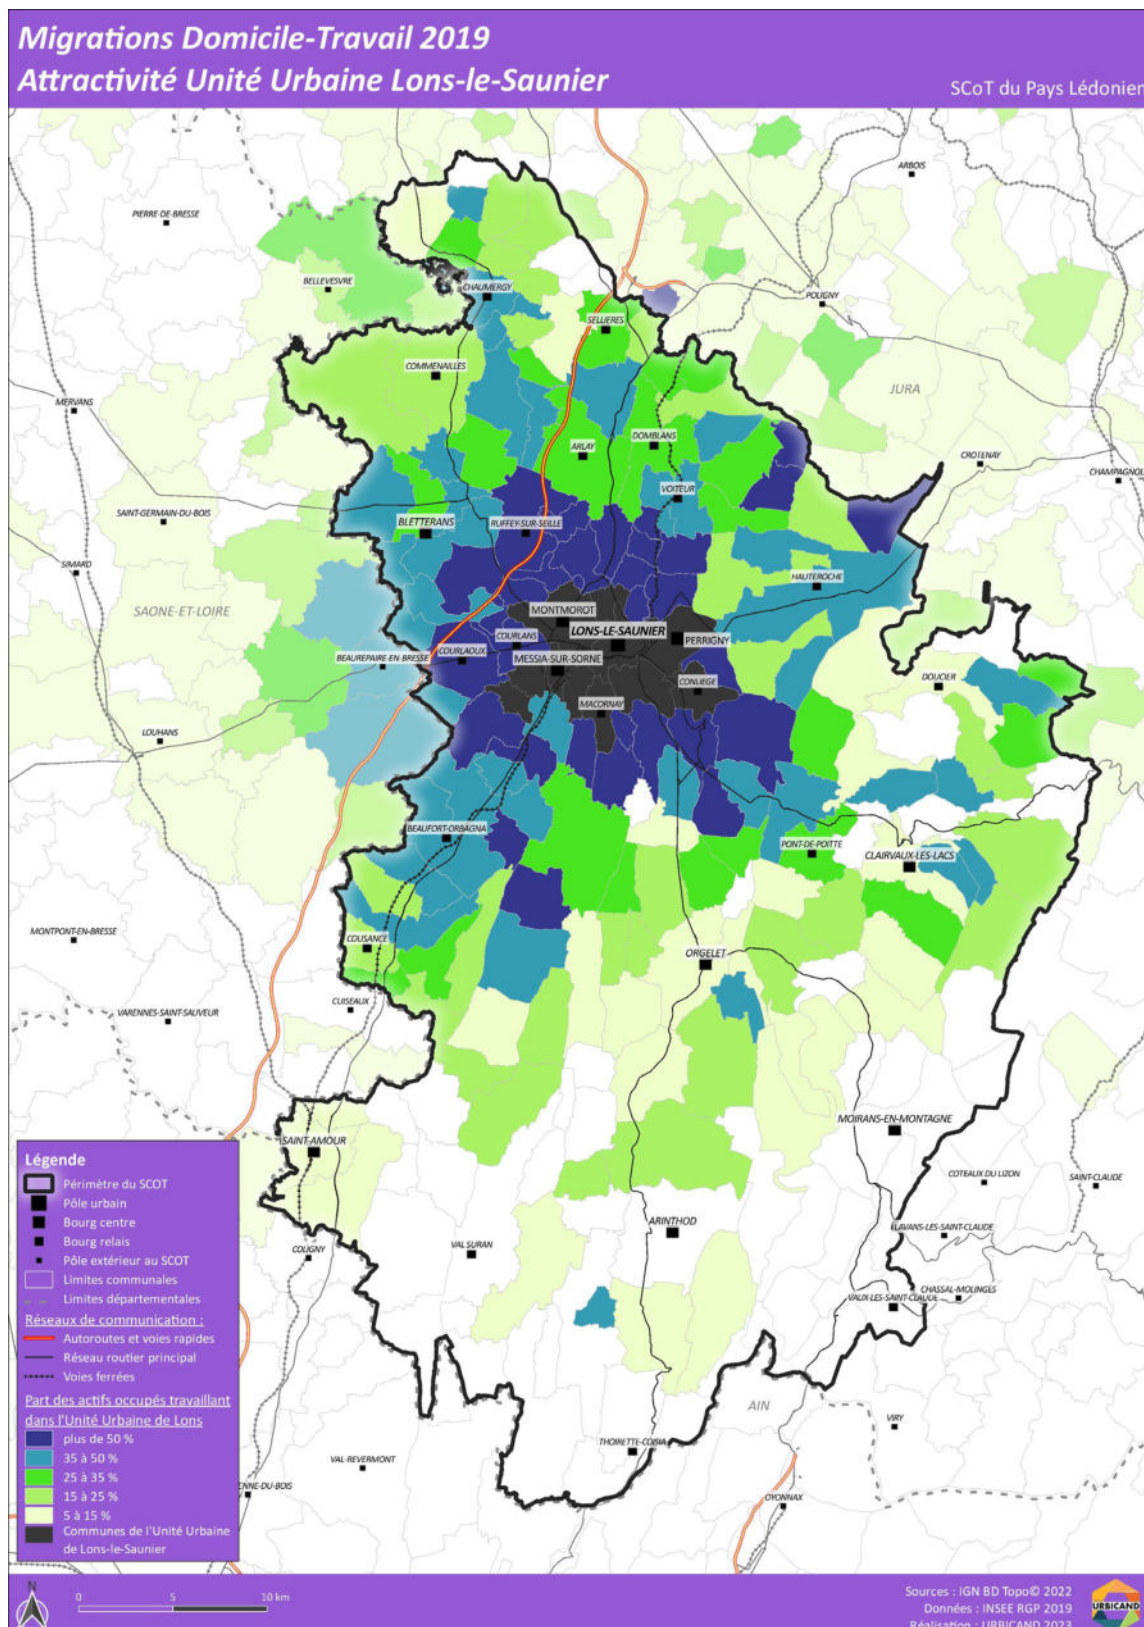 Migrations Domicile-Travail 2019
Attractivité Unité Urbaine Lons-le-Saunier
SCoT du Pays Lédonien
ARBOIS
PIERRE-DE-BRESSE
BELLEVESVRE
CHAUMERGY
POLIGNY
SELLIERES
COMMENAILLES
JURA
MERVANS
ARLAY
DOMBLANS
CROTENAY
CHAMPAGNOLE
VOITEUR
SAINT-GERMAIN-DU-BOIS
BLETTERANS
RUFFEY-SUR-SEILLE
SIMARD
HAUTEROCHE
SAONE-ET-LOIRE
MONTMOROT
LONS-LE-SAUNIER
COURLANS
PERRIGNY
COURLAOUX
MESSIA-SUR-SORNE
BEAUREPAIRE-EN-BRESSE
CONLIEGE
DOUCIER
MACORNAY
LOUHANS
BEAUFORT-ORBAGNA
PONT-DE-POITTE
CLAIRVAUX-LES-LACS
MONTPONT-EN-BRESSE
COUSANCE
ORGELET
CUISEAUX
VARENNES-SAINT-SAUVEUR
MOIRANS-EN-MONTAGNE
SAINT-AMOUR
COTEAUX DU LIZON
SAINT-CLAUDE
ARINTHOD
LAVANS-LES-SAINT-CLAUDE
VAL SURAN
COLIGNY
CHASSAL-MOLINGES
VAUX-LES-SAINT-CLAUDE
AIN
VIRY
THOIRETTE-COISIA
VAL-REVERMONT
ENNE-DU-BOIS
OYONNAX
Légende
Périmètre du SCOT
Pôle urbain
Bourg centre
Bourg relais
Pôle extérieur au SCOT
Limites communales
Limites départementales
Réseaux de communication :
Autoroutes et voies rapides
Réseau routier principal
Voies ferrées
Part des actifs occupés travaillant
dans l'Unité Urbaine de Lons
plus de 50 %
35 à 50 %
25 à 35 %
15 à 25 %
5 à 15 %
Communes de l'Unité Urbaine
de Lons-le-Saunier
N
0 5 10 km
Sources : IGN BD Topo© 2022
Données : INSEE RGP 2019
Réalisation : URBICAND 2023
URBICAND